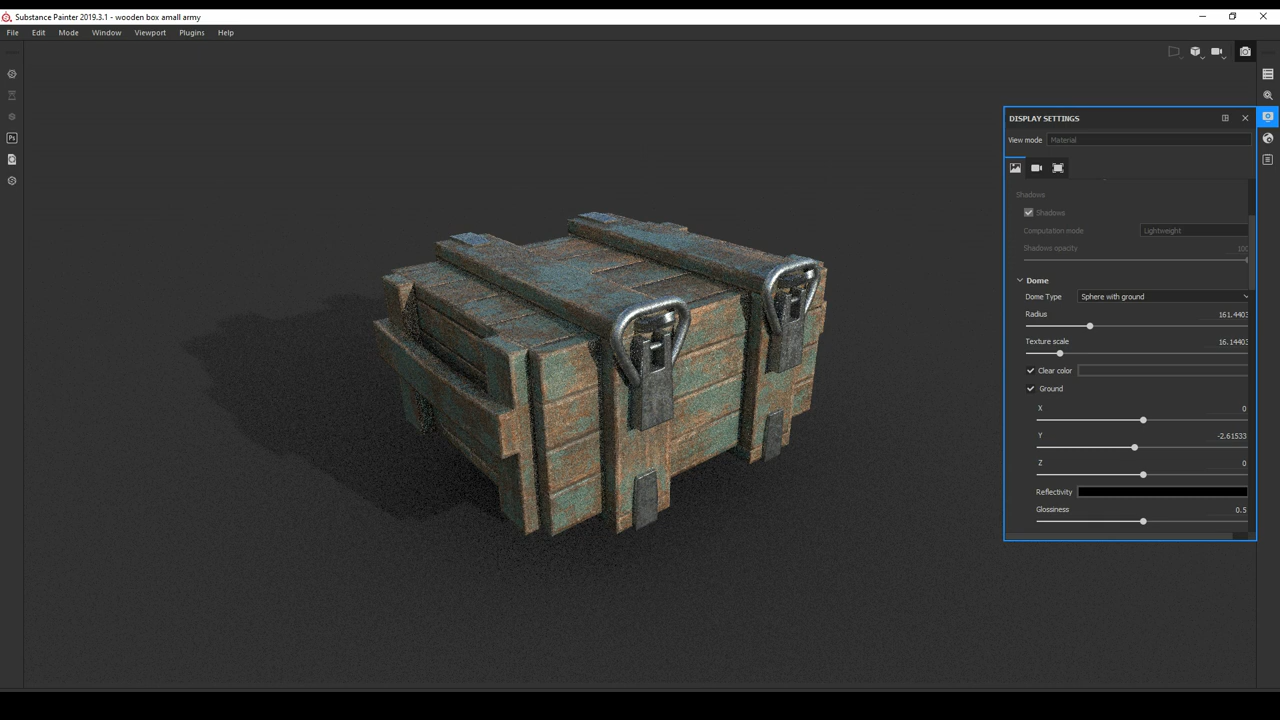 Substance Painter 2019.3.1 - wooden box amall army
File Edit Mode Window Viewport Plugins Help
DISPLAY SETTINGS
View mode Material
Shadows
Shadows
Computation mode Lightweight
Shadows opacity 100
Dome
Dome Type Sphere with ground
Radius 161.4403
Texture scale 16.14403
Clear color
Ground
X 0
Y -2.61533
Z 0
Reflectivity
Glossiness 0.5
Ps